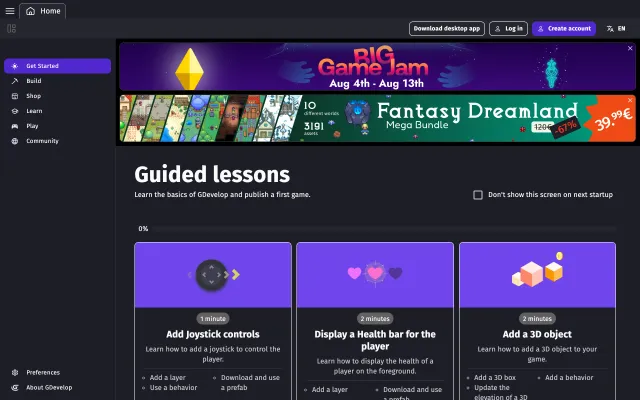 Home
Download desktop app
Log in
Create account
EN
Get Started
Build
Shop
Learn
Play
Community
BIG
Game Jam
Aug 4th - Aug 13th
10
different worlds
3191
assets
Fantasy Dreamland
Mega Bundle
120€
-67%
39.99€
Guided lessons
Learn the basics of GDevelop and publish a first game.
Don't show this screen on next startup
0%
1 minute
Add Joystick controls
Learn how to add a joystick to control the
player.
Add a layer
Use a behavior
Download and use
a prefab
2 minutes
Display a Health bar for the
player
Learn how to display the health of a
player on the foreground.
Add a layer
Download and use
a prefab
2 minutes
Add a 3D object
Learn how to add a 3D object to your
game.
Add a 3D box
Update the
elevation of a 3D
Add a behavior
Preferences
About GDevelop